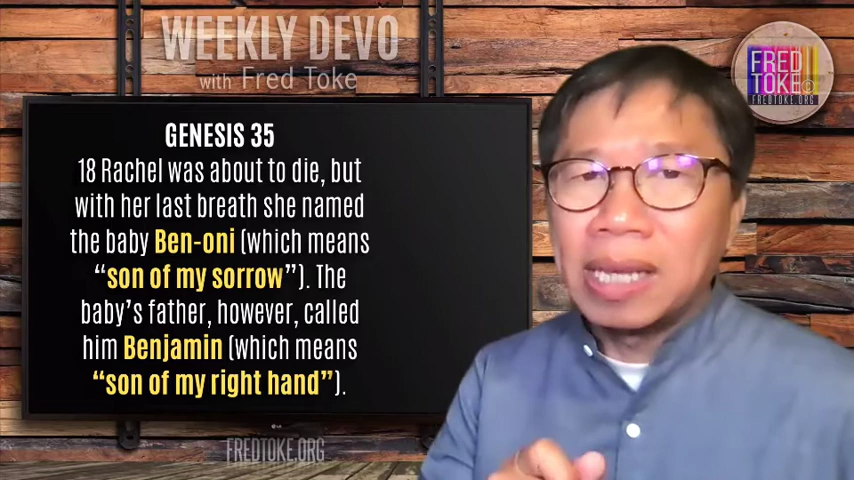 WEEKLY DEVO
with Fred Toke
FRED
TOKE
FREDTOKE.ORG
GENESIS 35
18 Rachel was about to die, but
with her last breath she named
the baby Ben-oni (which means
“son of my sorrow”). The
baby’s father, however, called
him Benjamin (which means
“son of my right hand”).
LG
FREDTOKE.ORG